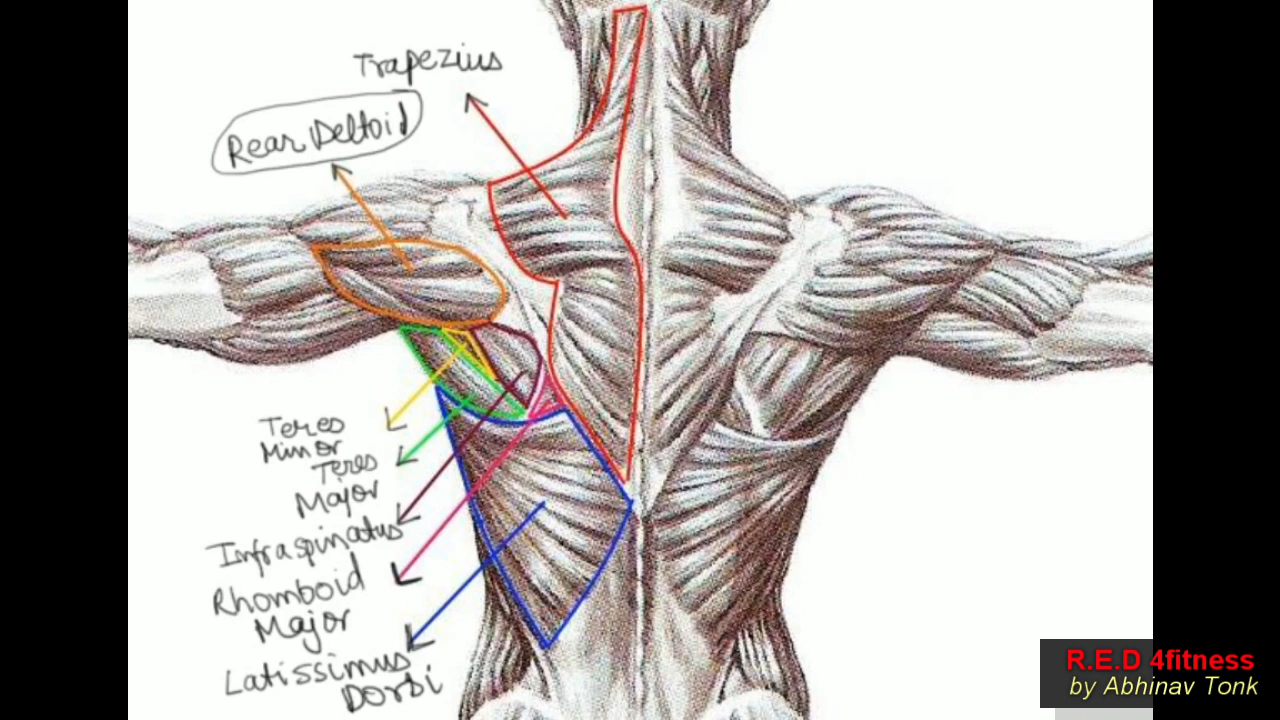 Trapezius
Rear Deltoid
Teres
Minor
Teres
Major
Infraspinatus
Rhomboid
Major
Latissimus
Dorsi
R.E.D 4fitness
by Abhinav Tonk